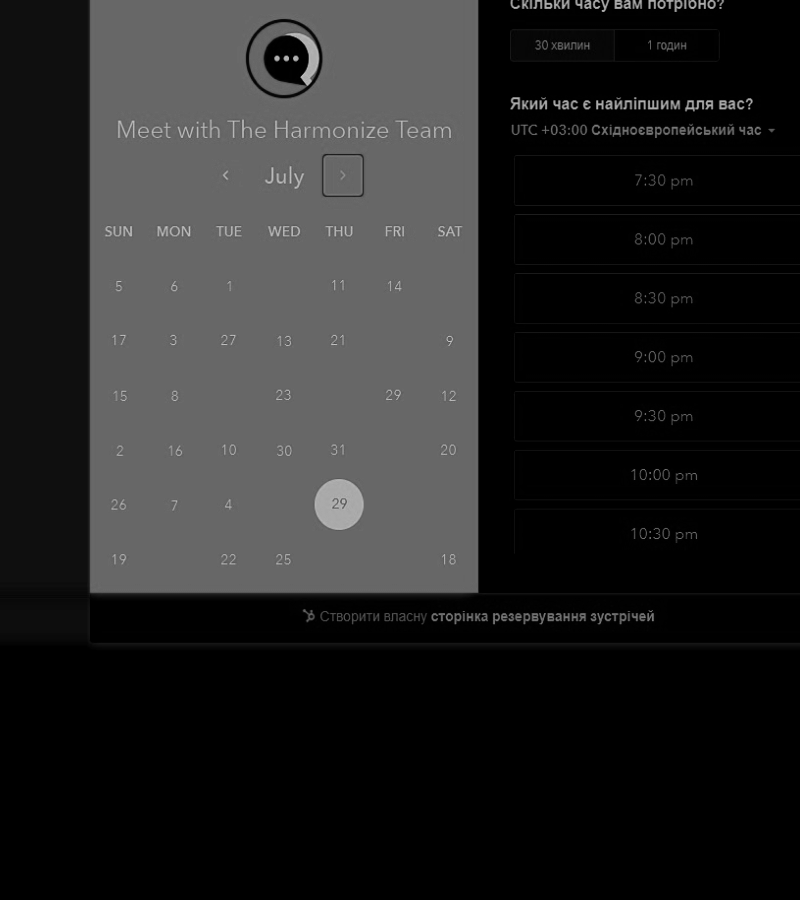 Meet with The Harmonize Team
July
SUN MON TUE WED THU FRI SAT
5 6 1 11 14
17 3 27 13 21 9
15 8 23 29 12
2 16 10 30 31 20
26 7 4 29
19 22 25 18
Скільки часу вам потрібно?
30 хвилин 1 годин
Який час є найліпшим для вас?
UTC +03:00 Східноєвропейський час
7:30 pm
8:00 pm
8:30 pm
9:00 pm
9:30 pm
10:00 pm
10:30 pm
Створити власну сторінка резервування зустрічей